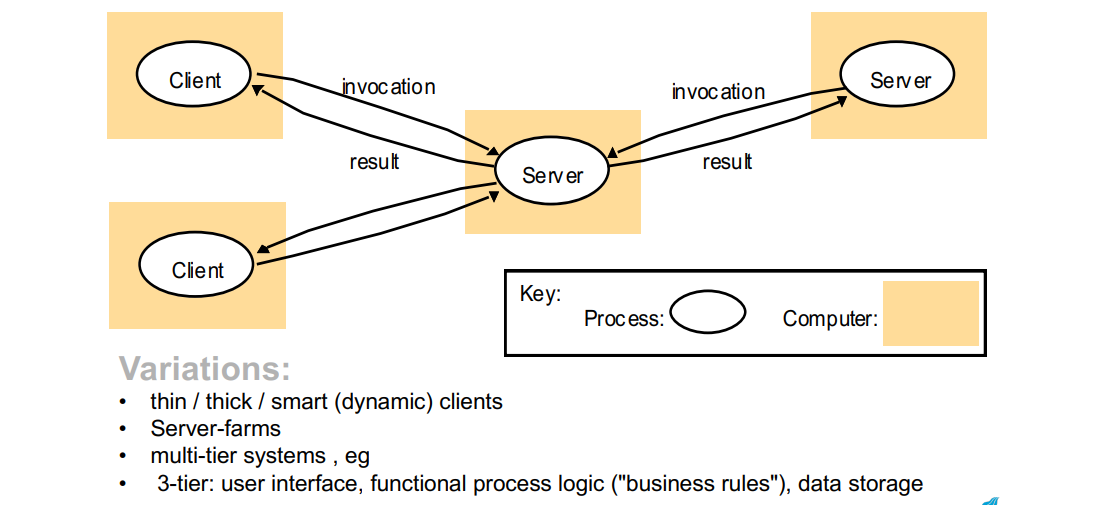 Client
Server
invocation
invocation
result
result
Server
Client
Key:
Process:
Computer:
Variations:
• thin / thick / smart (dynamic) clients
• Server-farms
• multi-tier systems , eg
• 3-tier: user interface, functional process logic ("business rules"), data storage